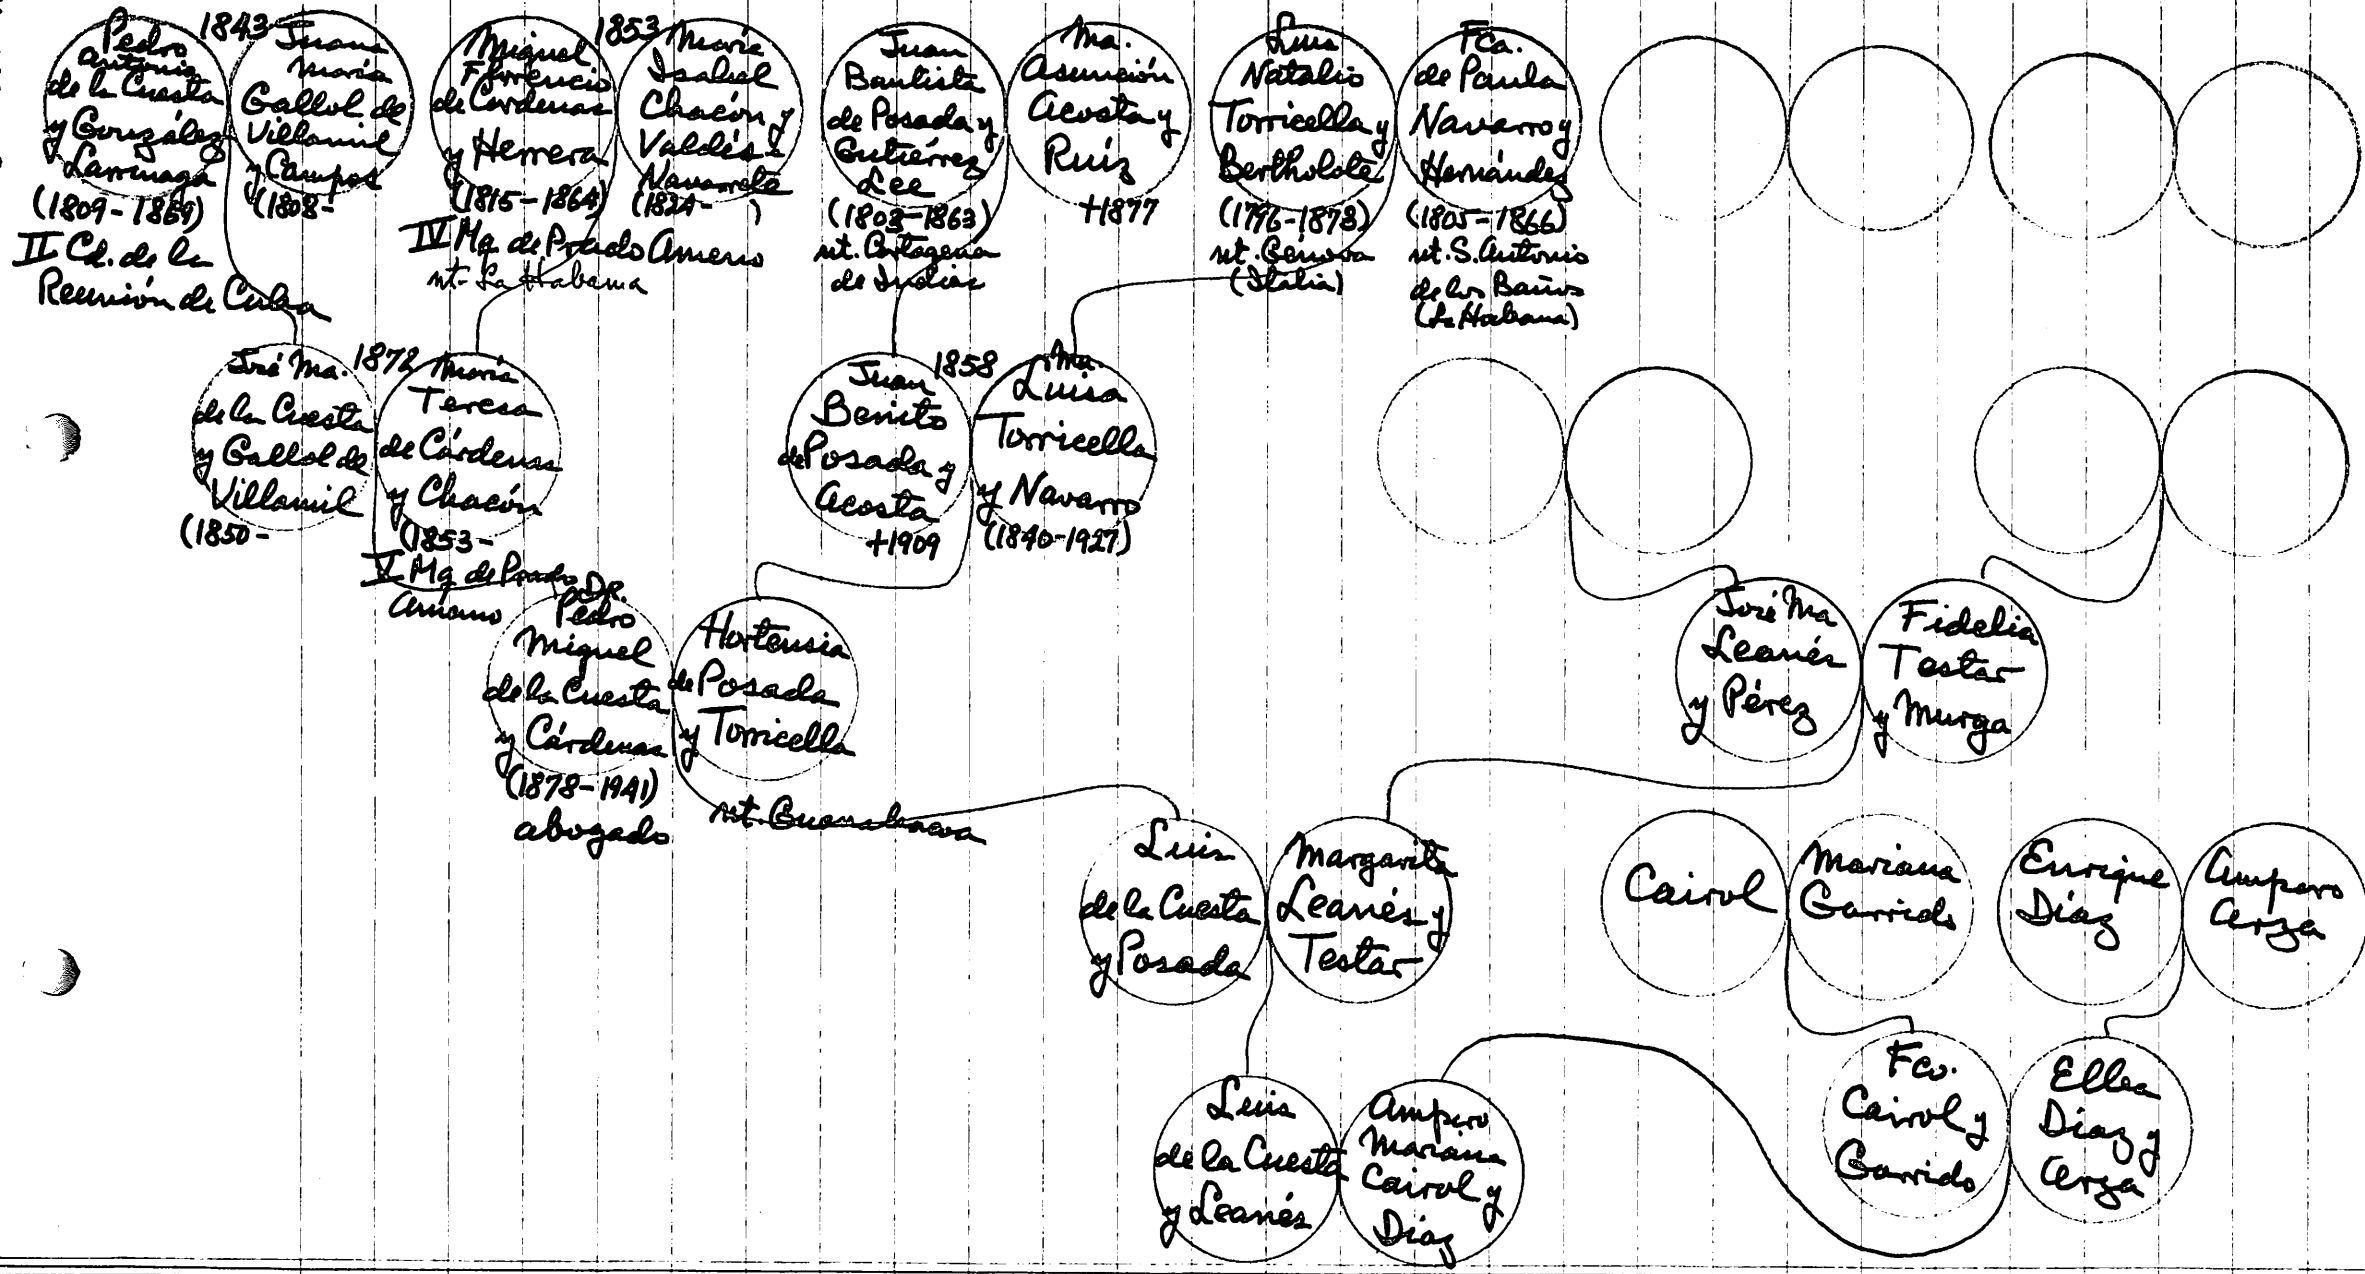 Pedro
Antonio
de la Cuesta
y González
Larrinaga
(1809-1869)
II Cd. de la
Reunión de Cuba
1843
Juana
María
Gallol de
Villamil
y Campos
(1808-
Miguel
Florencio
de Cárdenas
y Herrera
(1815-1864)
IV Mq. de Prado Ameno
nt. La Habana
1853
María
Isabel
Chacón y
Valdés-
Navarrete
(1824- )
Juan
Bautista
de Posada y
Gutiérrez
Lee
(1803-1863)
nt. Cartagena
de Indias
Ma.
Asunción
Acosta y
Ruíz
+1877
Luis
Natalio
Torricella y
Bertholote
(1796-1878)
nt. Génova
(Italia)
Fca.
de Paula
Navarro y
Hernández
(1805-1866)
nt. S. Antonio
de los Baños
(La Habana)
José Ma.
de la Cuesta
y Gallol de
Villamil
(1850-
1872
María
Teresa
de Cárdenas
y Chacón
(1853-
V Mq de Prado
Ameno
Juan
Benito
de Posada y
Acosta
+1909
1858
Ma.
Luisa
Torricella
y Navarro
(1840-1927)
DR.
Pedro
Miguel
de la Cuesta
y Cárdenas
(1878-1941)
abogado
Hortensia
de Posada
y Torricella
nt. Guanabacoa
José Ma
Leanés
y Pérez
Fidelia
Testar
y Murga
Luis
de la Cuesta
y Posada
Margarita
Leanés y
Testar
Cairol
Mariana
Garrido
Enrique
Díaz
Amparo
Cerza
Luis
de la Cuesta
y Leanés
Amparo
Mariana
Cairol y
Díaz
Fco.
Cairol y
Garrido
Ellea
Díaz y
Cerza